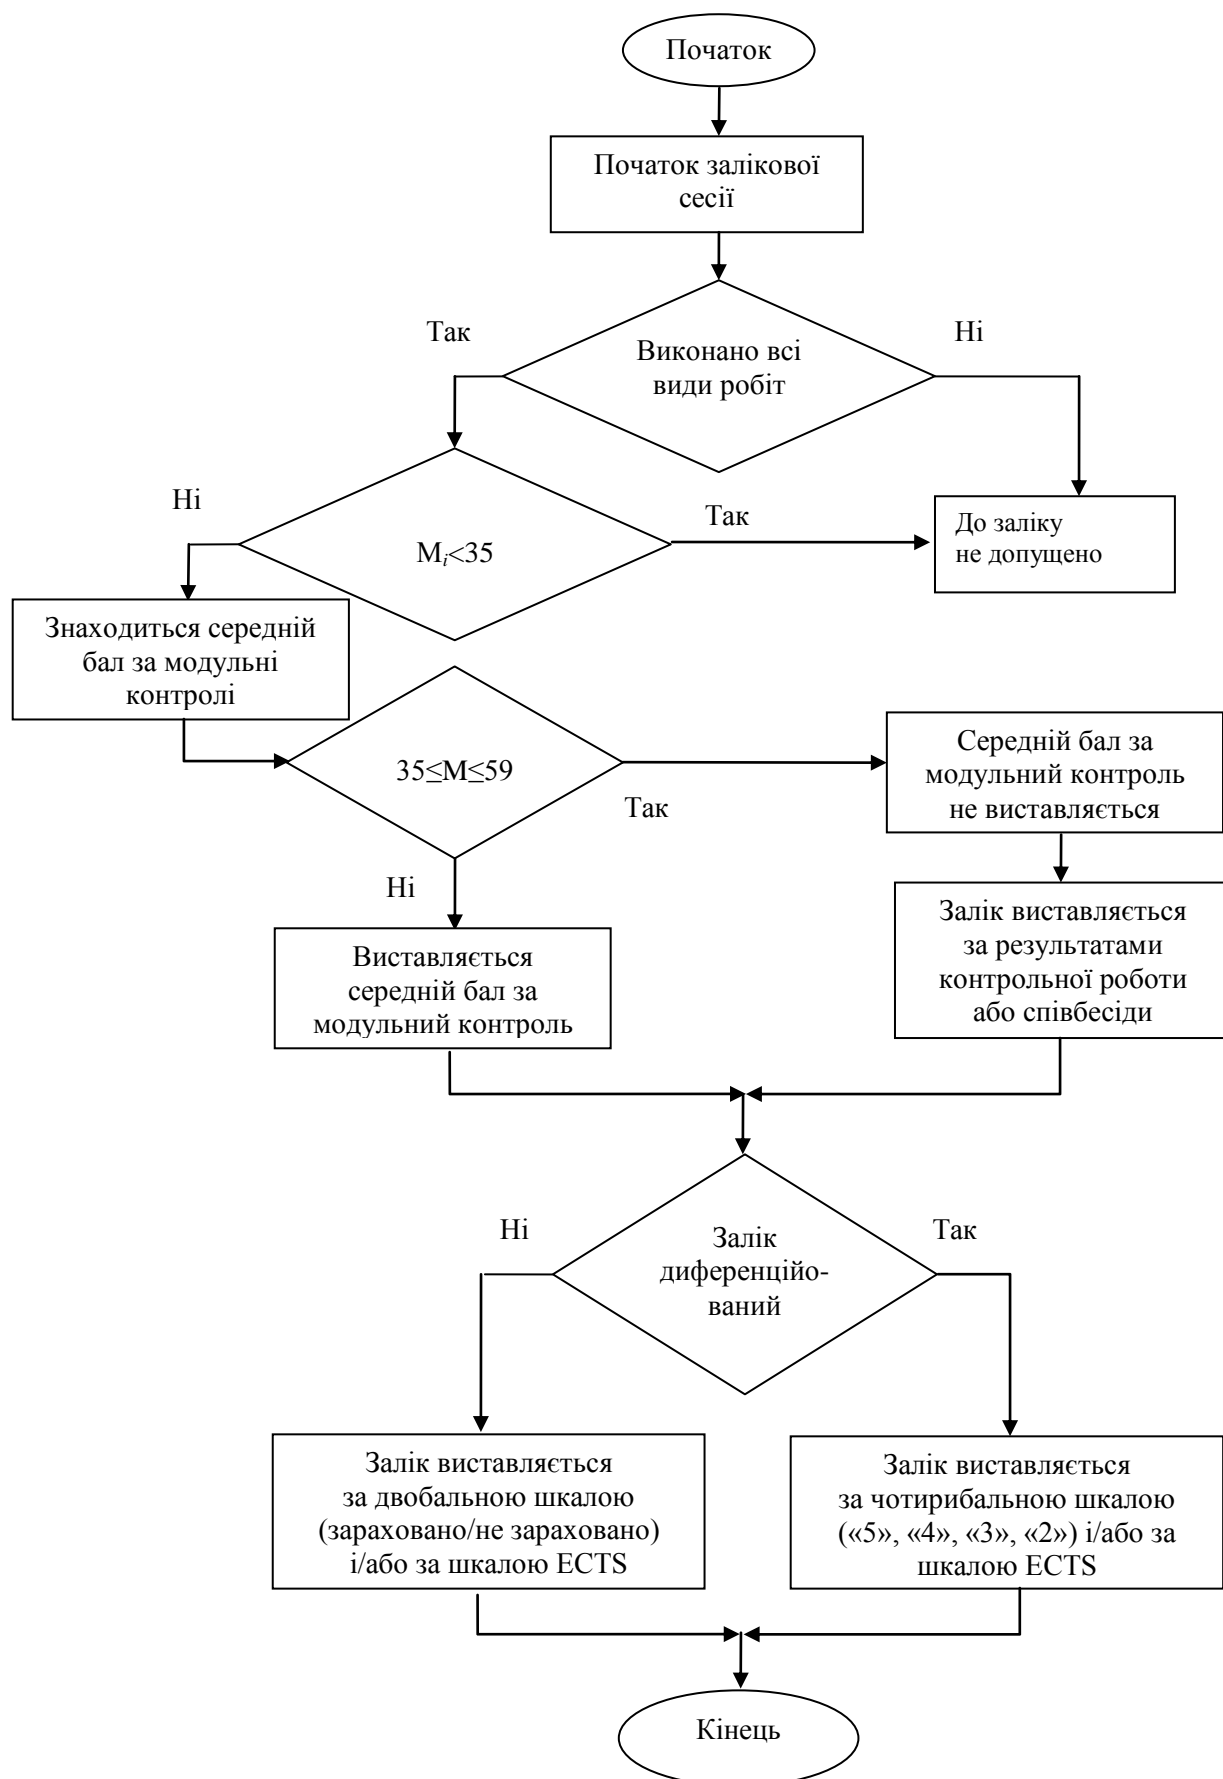 Початок
Початок залікової
сесії
Так
Ні
Виконано всі
види робіт
Ні
Так
Mi<35
До заліку
не допущено
Знаходиться середній
бал за модульні
контролі
35≤M≤59
Так
Ні
Середній бал за
модульний контроль
не виставляється
Залік виставляється
за результатами
контрольної роботи
або співбесіди
Виставляється
середній бал за
модульний контроль
Ні
Так
Залік
диференційо-
ваний
Залік виставляється
за двобальною шкалою
(зараховано/не зараховано)
і/або за шкалою ECTS
Залік виставляється
за чотирибальною шкалою
(«5», «4», «3», «2») і/або за
шкалою ECTS
Кінець